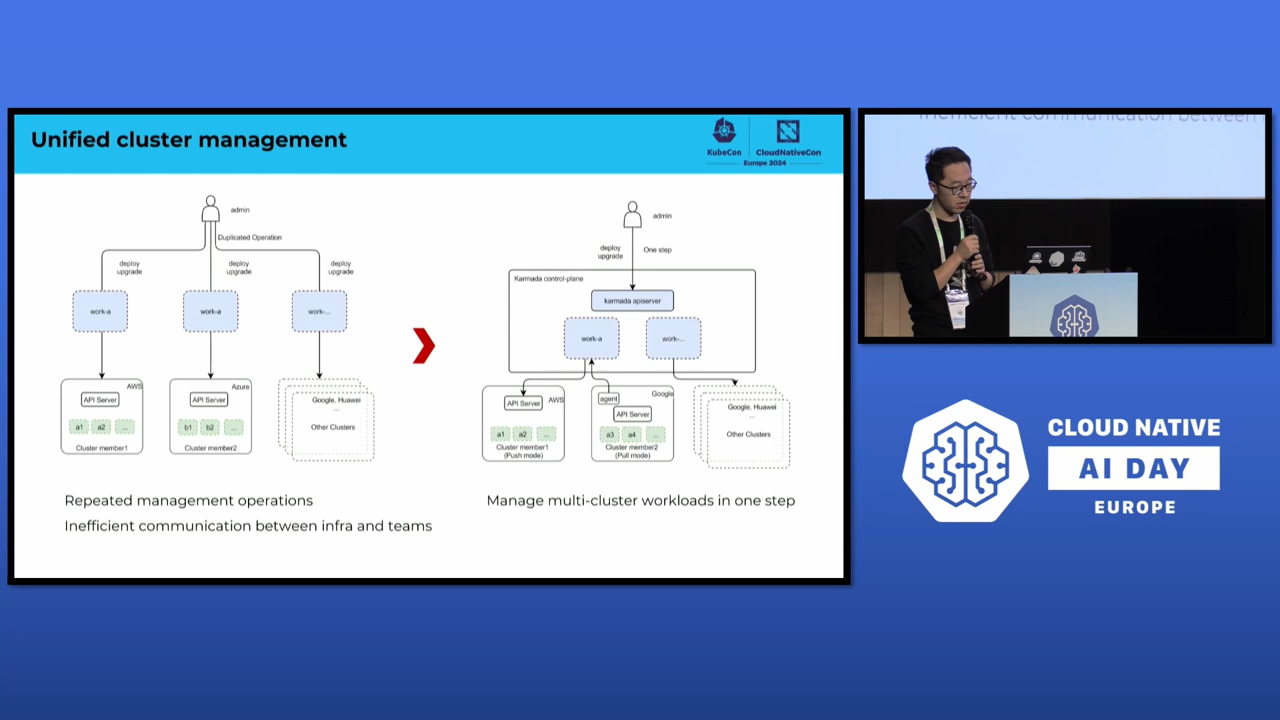 Unified cluster management
KubeCon
CloudNativeCon
Europe 2024
admin
Duplicated Operation
deploy
upgrade
deploy
upgrade
deploy
upgrade
work-a
work-a
work-...
AWS
API Server
a1
a2
...
Cluster member1
Azure
API Server
b1
b2
...
Cluster member2
Google, Huawei
...
Other Clusters
Repeated management operations
Inefficient communication between infra and teams
admin
deploy
upgrade
One step
Karmada control-plane
karmada apiserver
work-a
work-...
AWS
API Server
a1
a2
...
Cluster member1
(Push mode)
Google
agent
API Server
a3
a4
...
Cluster member2
(Pull mode)
Google, Huawei
...
Other Clusters
Manage multi-cluster workloads in one step
Inefficient communication between
CLOUD NATIVE
AI DAY
EUROPE